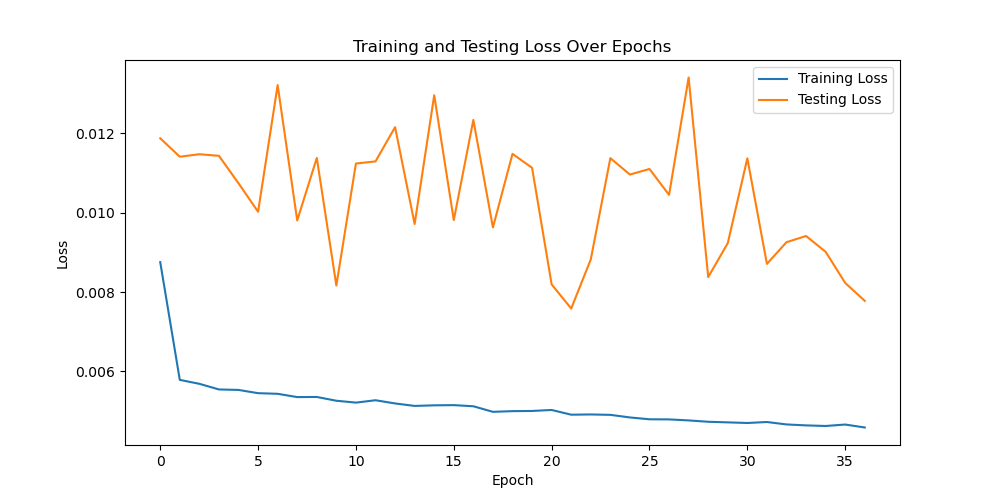 Training and Testing Loss Over Epochs
Training Loss
Testing Loss
0.012
0.010
0.008
0.006
Loss
0 5 10 15 20 25 30 35
Epoch